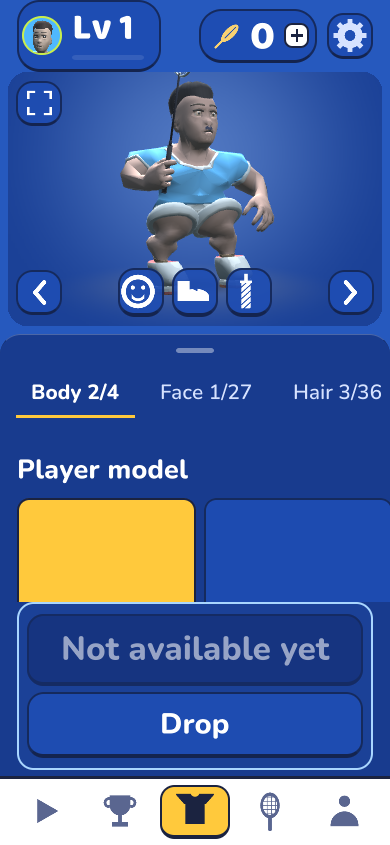 Lv 1
0
Body 2/4
Face 1/27
Hair 3/36
Player model
Not available yet
Drop